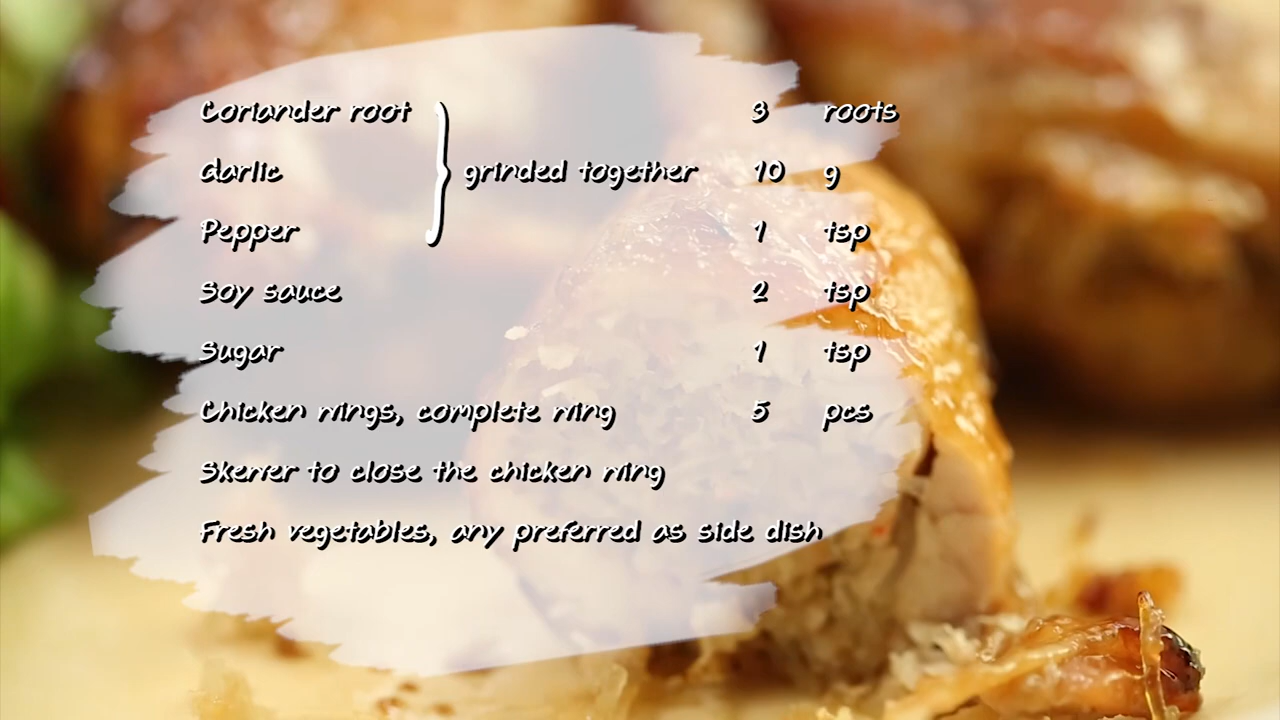 Coriander root 3 roots
Garlic } grinded together 10 g
Pepper 1 tsp
Soy sauce 2 tsp
Sugar 1 tsp
Chicken wings, complete wing 5 pcs
Skewer to close the chicken wing
Fresh vegetables, any preferred as side dish